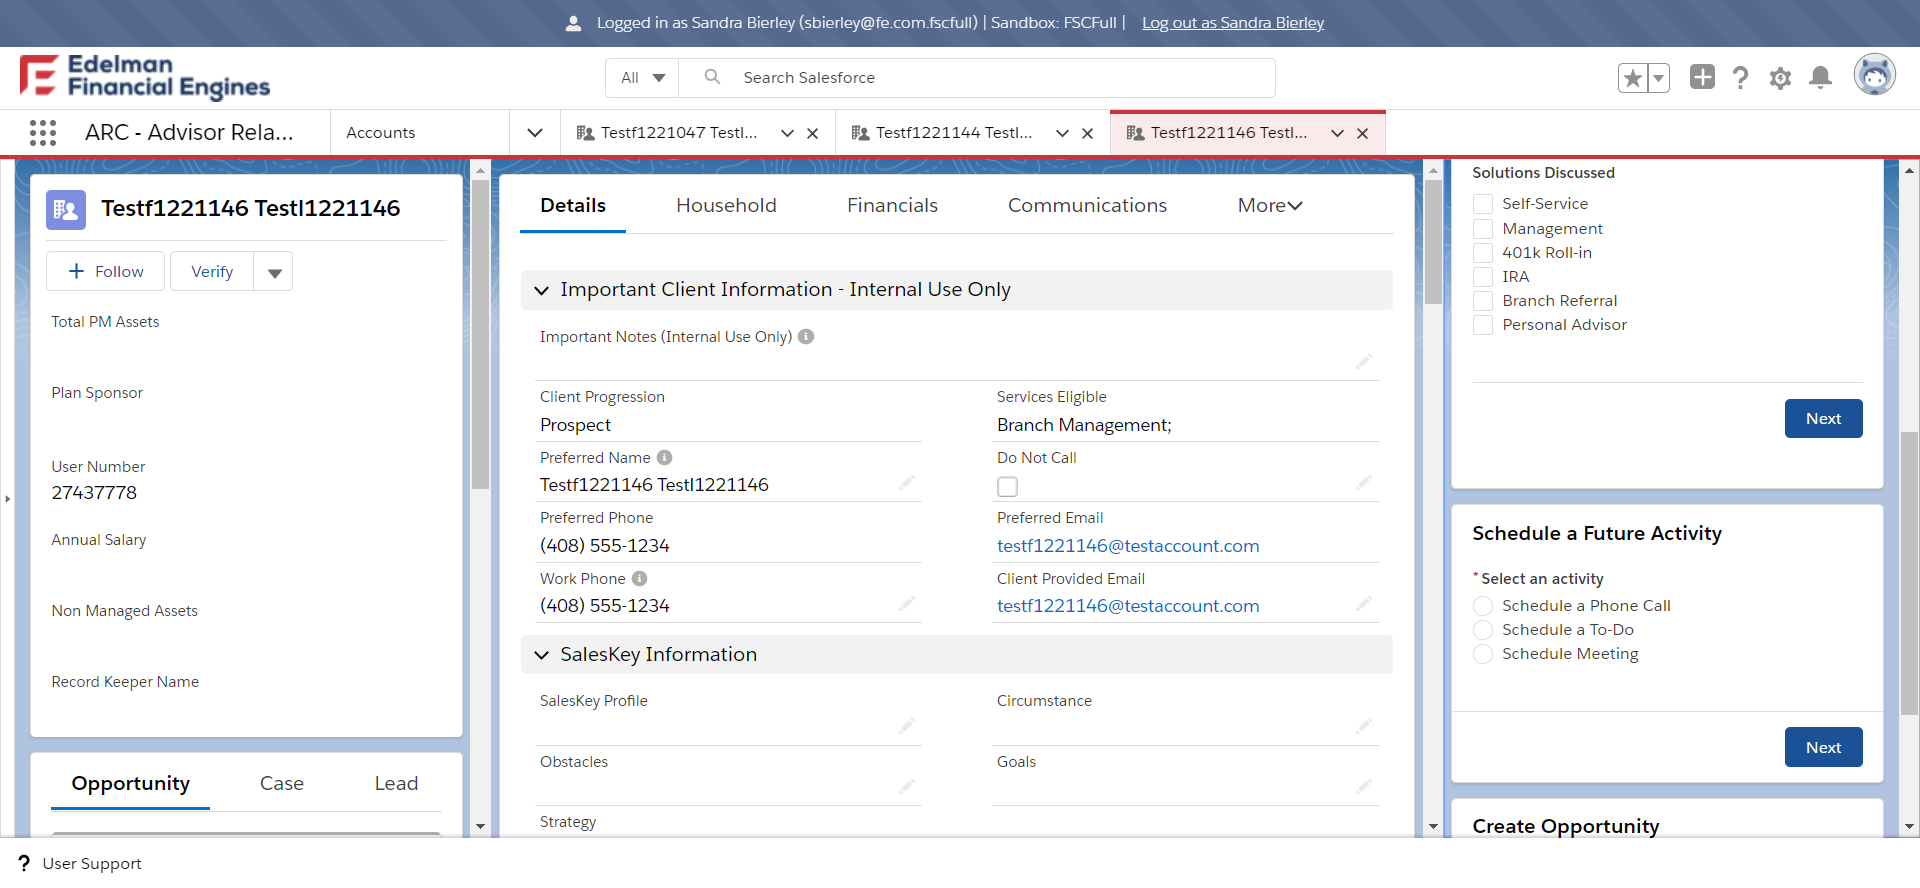 Logged in as Sandra Bierley (sbierley@fe.com.fscfull) | Sandbox: FSCFull | Log out as Sandra Bierley
Edelman
Financial Engines
All
Search Salesforce
ARC - Advisor Rela...
Accounts
Testf1221047 Testl...
Testf1221144 Testl...
Testf1221146 Testl...
Testf1221146 Testl1221146
Follow
Verify
Total PM Assets
Plan Sponsor
User Number
27437778
Annual Salary
Non Managed Assets
Record Keeper Name
Opportunity
Case
Lead
Details
Household
Financials
Communications
More
Important Client Information - Internal Use Only
Important Notes (Internal Use Only)
Client Progression
Prospect
Services Eligible
Branch Management;
Preferred Name
Testf1221146 Testl1221146
Do Not Call
Preferred Phone
(408) 555-1234
Preferred Email
testf1221146@testaccount.com
Work Phone
(408) 555-1234
Client Provided Email
testf1221146@testaccount.com
SalesKey Information
SalesKey Profile
Circumstance
Obstacles
Goals
Strategy
Solutions Discussed
Self-Service
Management
401k Roll-in
IRA
Branch Referral
Personal Advisor
Next
Schedule a Future Activity
* Select an activity
Schedule a Phone Call
Schedule a To-Do
Schedule Meeting
Next
Create Opportunity
? User Support